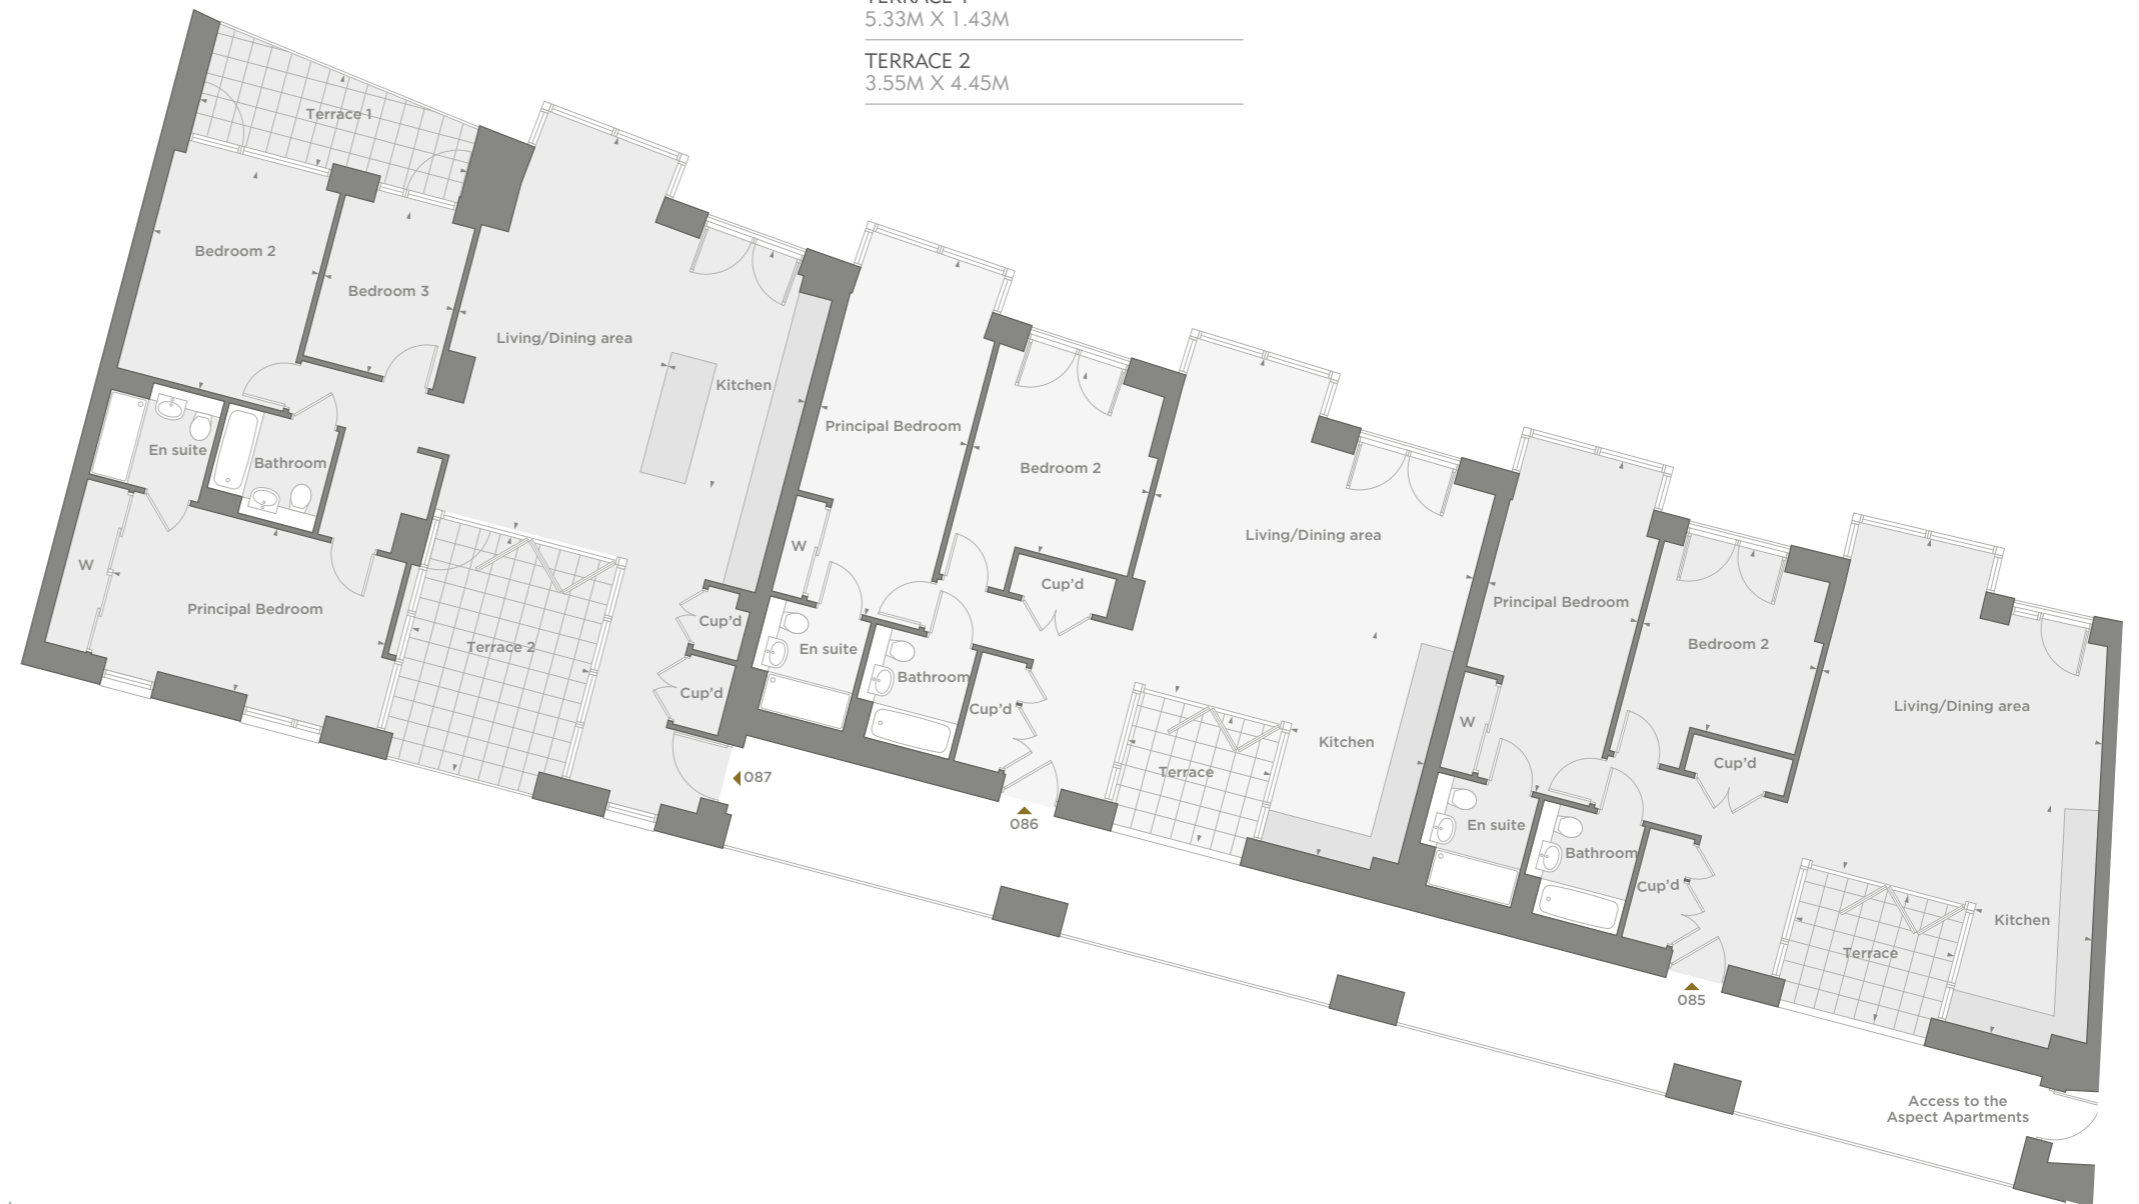 TERRACE 1
5.33M X 1.43M
TERRACE 2
3.55M X 4.45M
Terrace 1
Bedroom 2
Bedroom 3
Living/Dining area
Kitchen
En suite
Bathroom
W
Principal Bedroom
Terrace 2
Cup'd
Cup'd
087
Principal Bedroom
Bedroom 2
W
Cup'd
En suite
Bathroom
Cup'd
Living/Dining area
Kitchen
Terrace
086
Principal Bedroom
Bedroom 2
W
Cup'd
En suite
Bathroom
Cup'd
Living/Dining area
Kitchen
Terrace
085
Access to the
Aspect Apartments